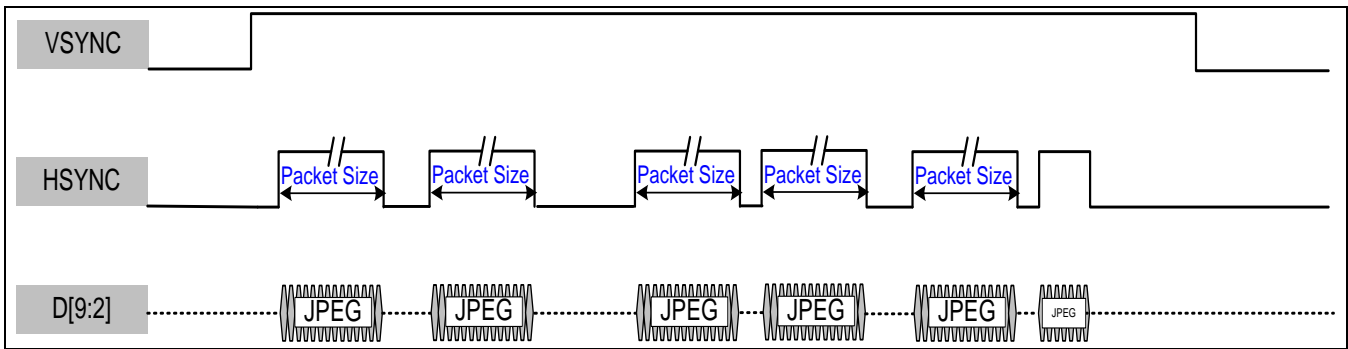 VSYNC
HSYNC
Packet Size Packet Size Packet Size Packet Size Packet Size
D[9:2]
JPEG JPEG JPEG JPEG JPEG JPEG